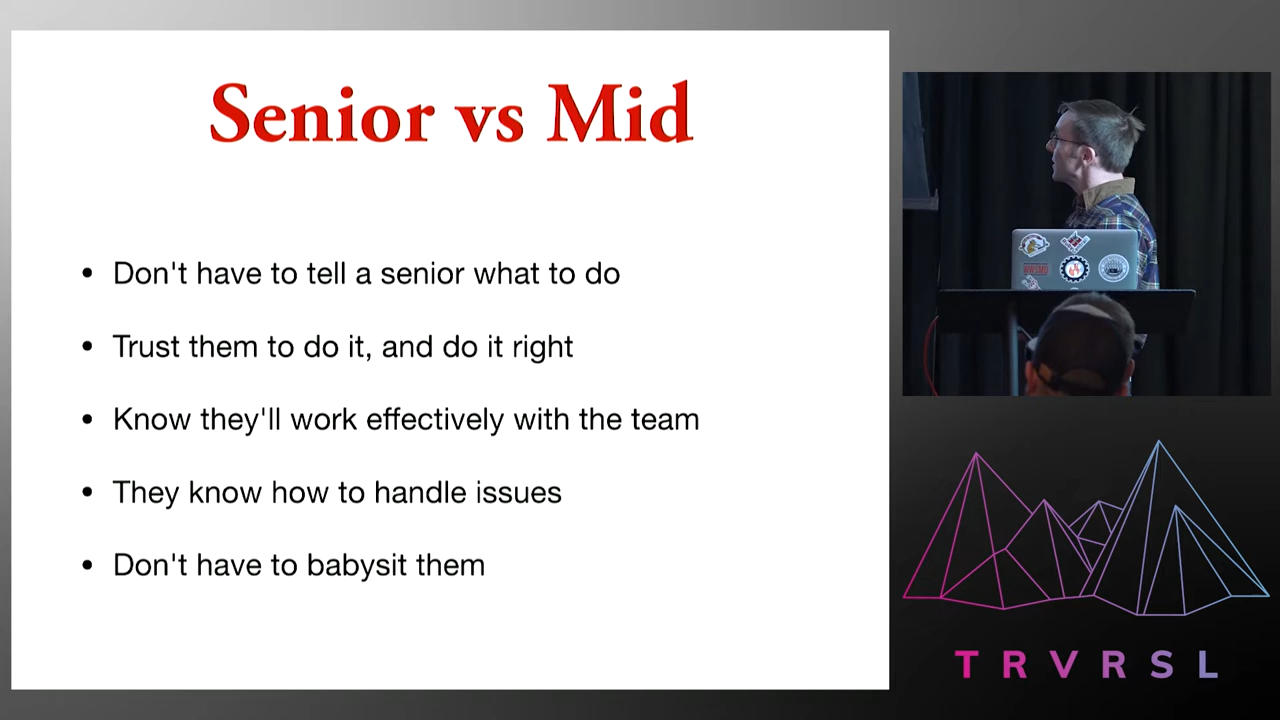 Senior vs Mid
Don't have to tell a senior what to do
Trust them to do it, and do it right
Know they'll work effectively with the team
They know how to handle issues
Don't have to babysit them
TRVRSL